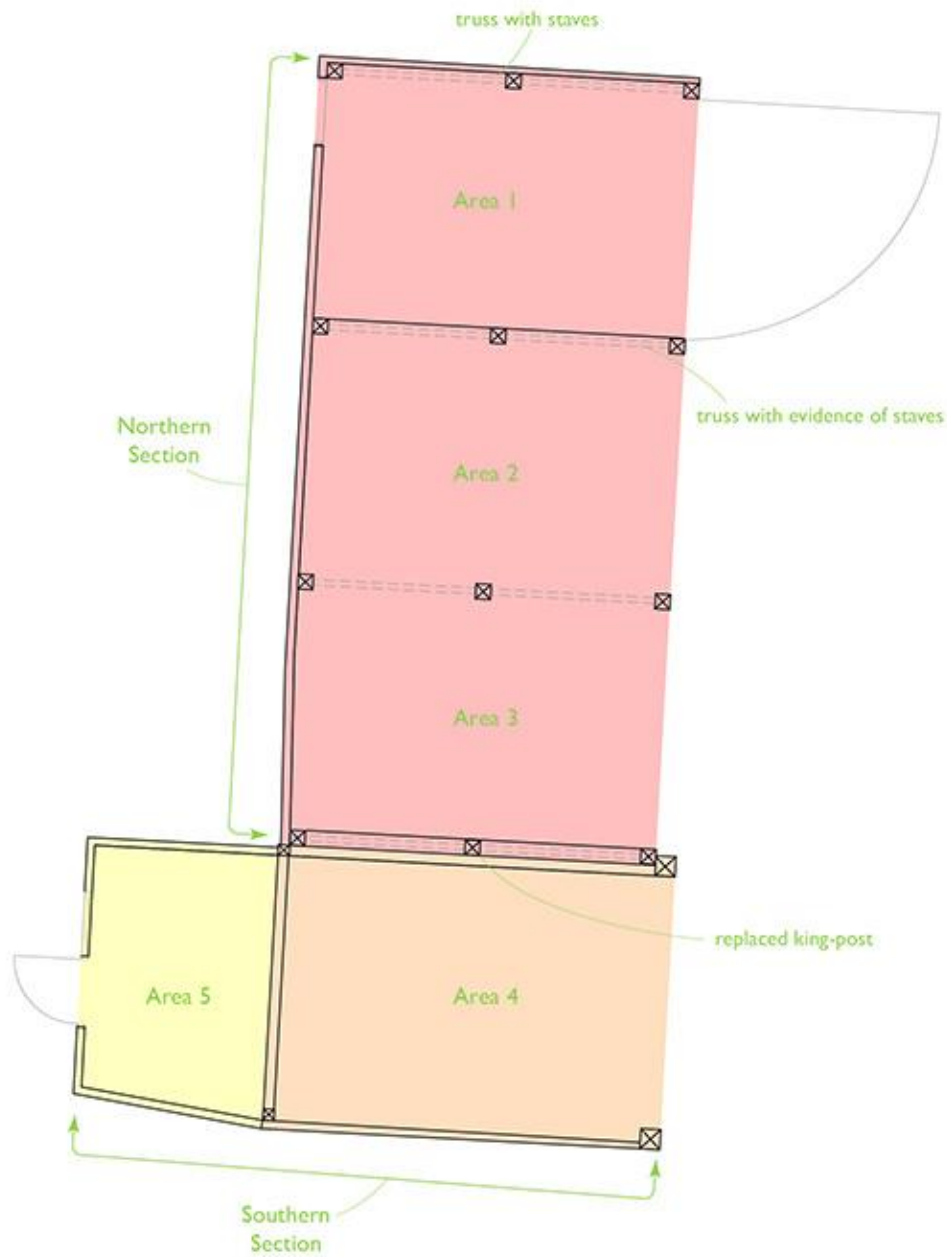 truss with staves
Area 1
truss with evidence of staves
Northern
Section
Area 2
Area 3
replaced king-post
Area 5
Area 4
Southern
Section